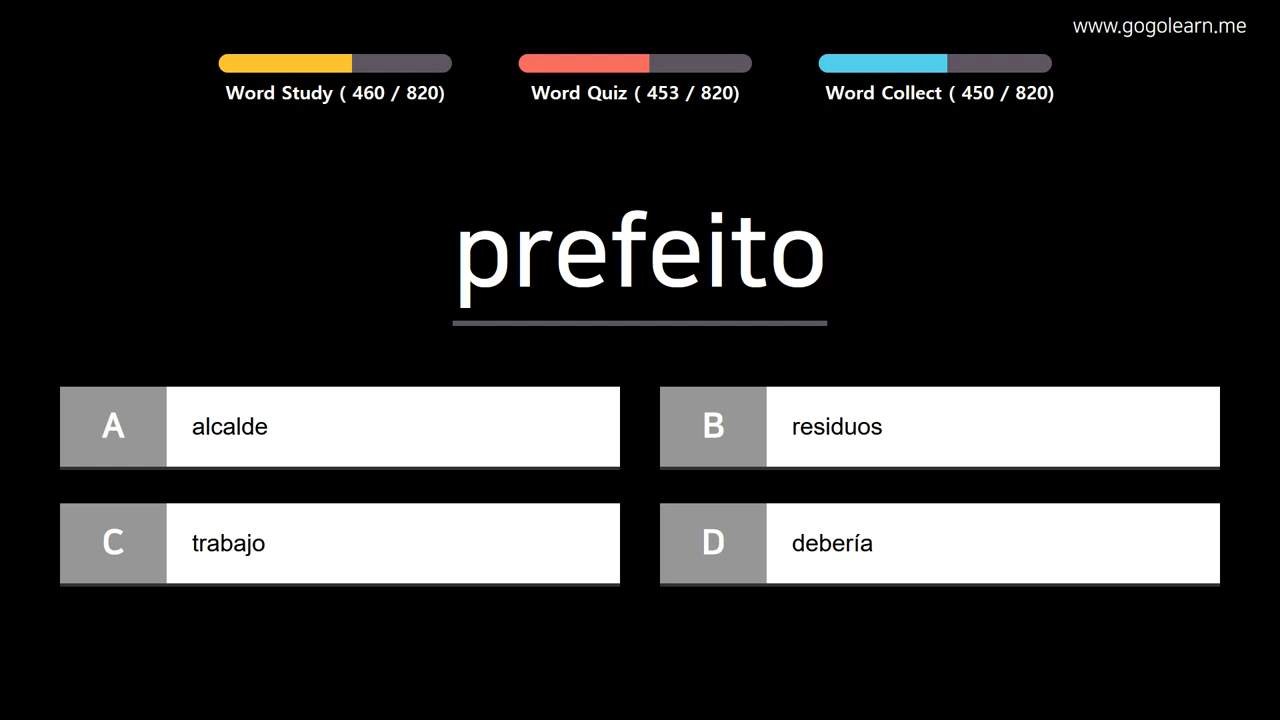 www.gogolearn.me
Word Study ( 460 / 820)
Word Quiz ( 453 / 820)
Word Collect ( 450 / 820)
prefeito
A alcalde
B residuos
C trabajo
D debería